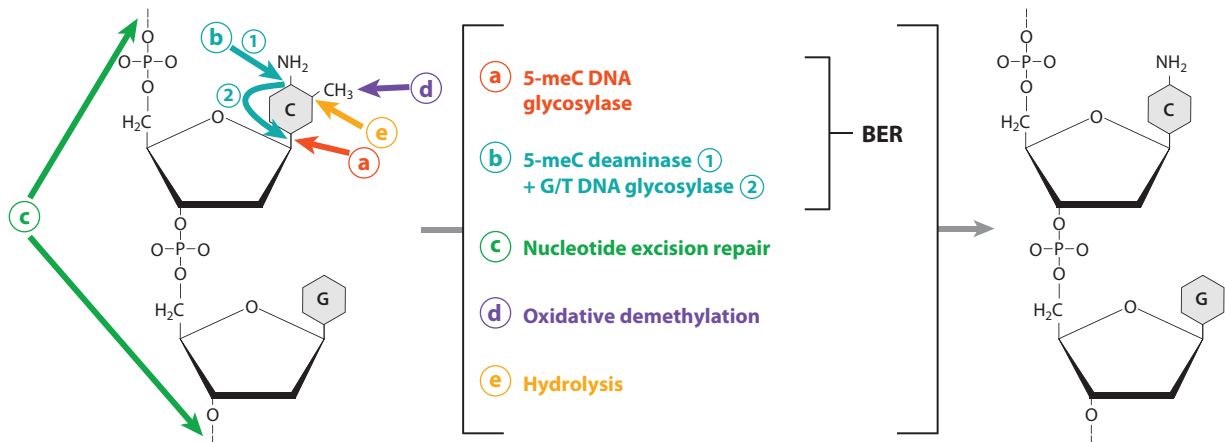 O
O–P–O
O
H₂C
O
b
1
NH₂
2
C
CH₃
d
e
a
c
O
O–P–O
O
H₂C
O
G
O
a 5-meC DNA
glycosylase
b 5-meC deaminase 1
+ G/T DNA glycosylase 2
BER
c Nucleotide excision repair
d Oxidative demethylation
e Hydrolysis
O
O–P–O
O
H₂C
O
NH₂
C
O
O–P–O
O
H₂C
O
G
O